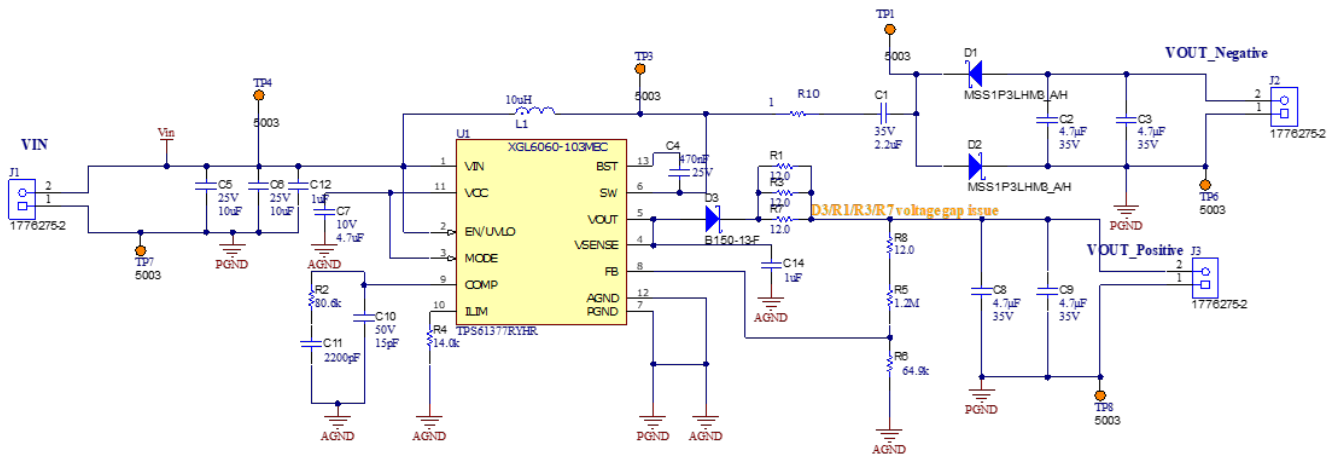 TP1
5003
D1
MSS1P3LHM3_A/H
VOUT_Negative
J2
2
1
1776275-2
TP3
5003
TP4
5003
10uH
L1
1
R10
C1
35V
2.2uF
C2
4.7µF
35V
C3
4.7µF
35V
Vin
VIN
J1
2
1
1776275-2
U1
XGL6060-103MEC
C4
470nF
25V
D2
MSS1P3LHM3_A/H
TP6
5003
PGND
1
VIN
11
VCC
2
EN/UVLO
3
MODE
9
COMP
10
ILIM
BST
13
SW
6
VOUT
5
VSENSE
4
FB
8
AGND
12
PGND
7
TPS61377RYHR
C5
25V
10uF
C6
25V
10uF
C12
1uF
C7
10V
4.7uF
TP7
5003
PGND
AGND
R1
12.0
R3
12.0
R7
12.0
D3
B150-13-F
D3/R1/R3/R7 voltage gap issue
C14
1uF
AGND
R8
12.0
R5
1.2M
R6
64.9k
AGND
VOUT_Positive
J3
2
1
1776275-2
C8
4.7µF
35V
C9
4.7µF
35V
PGND
TP8
5003
R2
80.6k
C10
50V
15pF
C11
2200pF
AGND
R4
14.0k
AGND
PGND
AGND